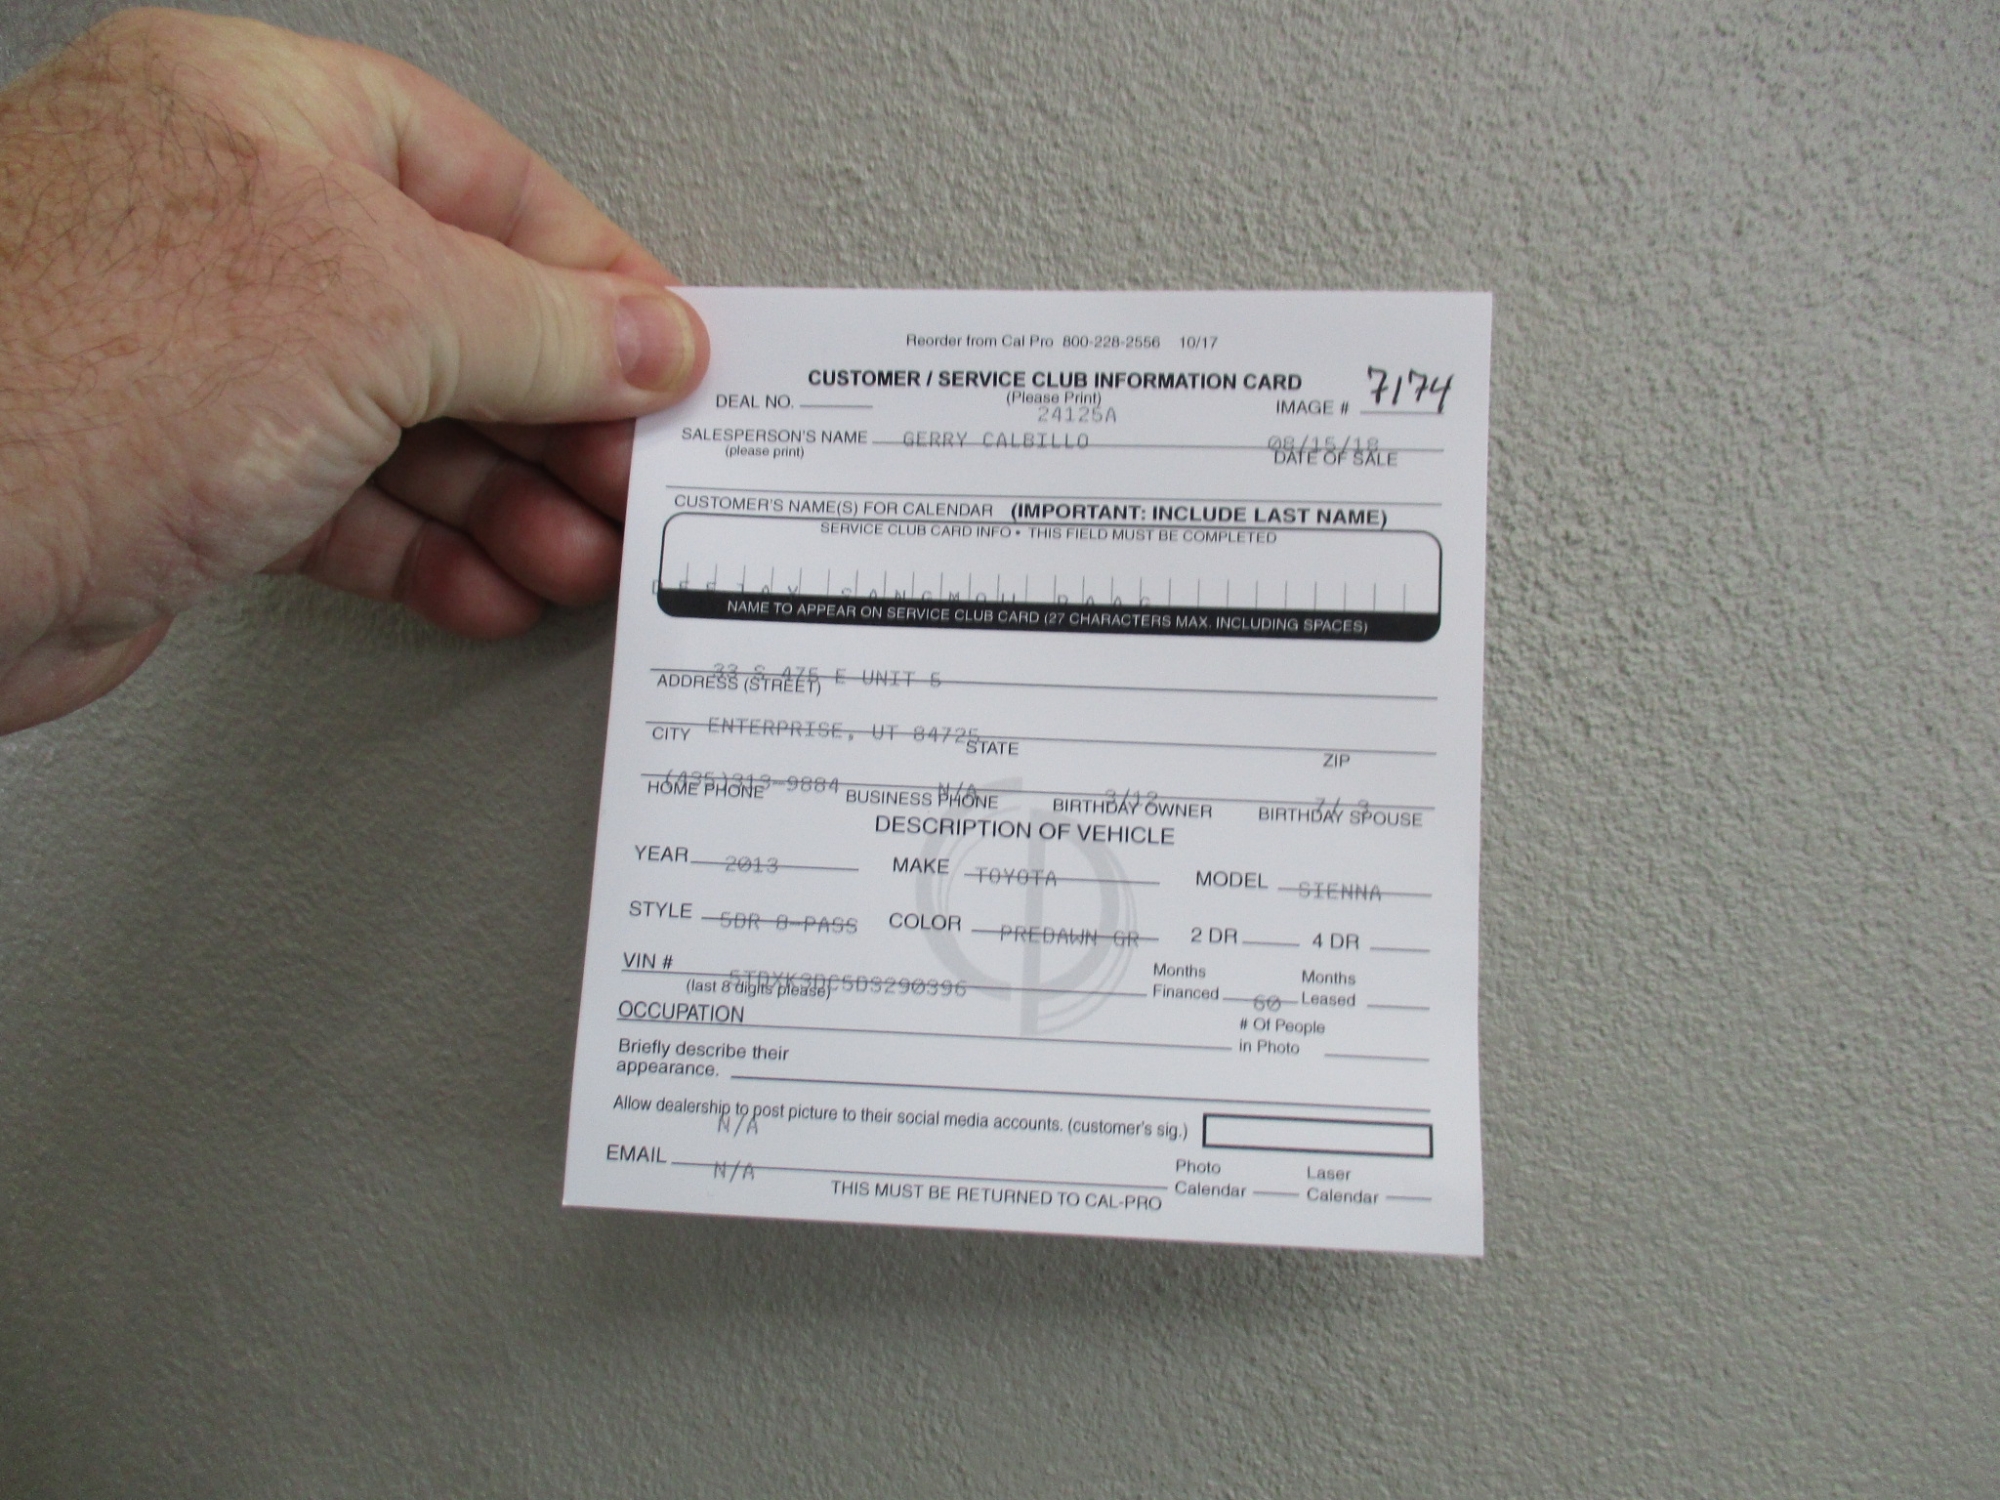 Reorder from Cal Pro 800-228-2556 10/17
CUSTOMER / SERVICE CLUB INFORMATION CARD
7174
DEAL NO.
(Please Print)
IMAGE #
24125A
SALESPERSON'S NAME GERRY CALBILLO 08/15/18
(please print)
DATE OF SALE
CUSTOMER'S NAME(S) FOR CALENDAR (IMPORTANT: INCLUDE LAST NAME)
SERVICE CLUB CARD INFO • THIS FIELD MUST BE COMPLETED
NAME TO APPEAR ON SERVICE CLUB CARD (27 CHARACTERS MAX. INCLUDING SPACES)
33 S 475 E UNIT 5
ADDRESS (STREET)
ENTERPRISE, UT 84725
CITY STATE ZIP
(435)313-9884 N/A
HOME PHONE BUSINESS PHONE BIRTHDAY OWNER BIRTHDAY SPOUSE
DESCRIPTION OF VEHICLE
YEAR 2013 MAKE TOYOTA MODEL SIENNA
STYLE 5DR 8-PASS COLOR PREDAWN GR 2 DR 4 DR
VIN # 5TDXK3DC5DS290396
(last 8 digits please)
Months Financed 60 Months Leased
OCCUPATION
# Of People in Photo
Briefly describe their
appearance.
Allow dealership to post picture to their social media accounts. (customer's sig.)
N/A
EMAIL N/A
Photo Calendar Laser Calendar
THIS MUST BE RETURNED TO CAL-PRO